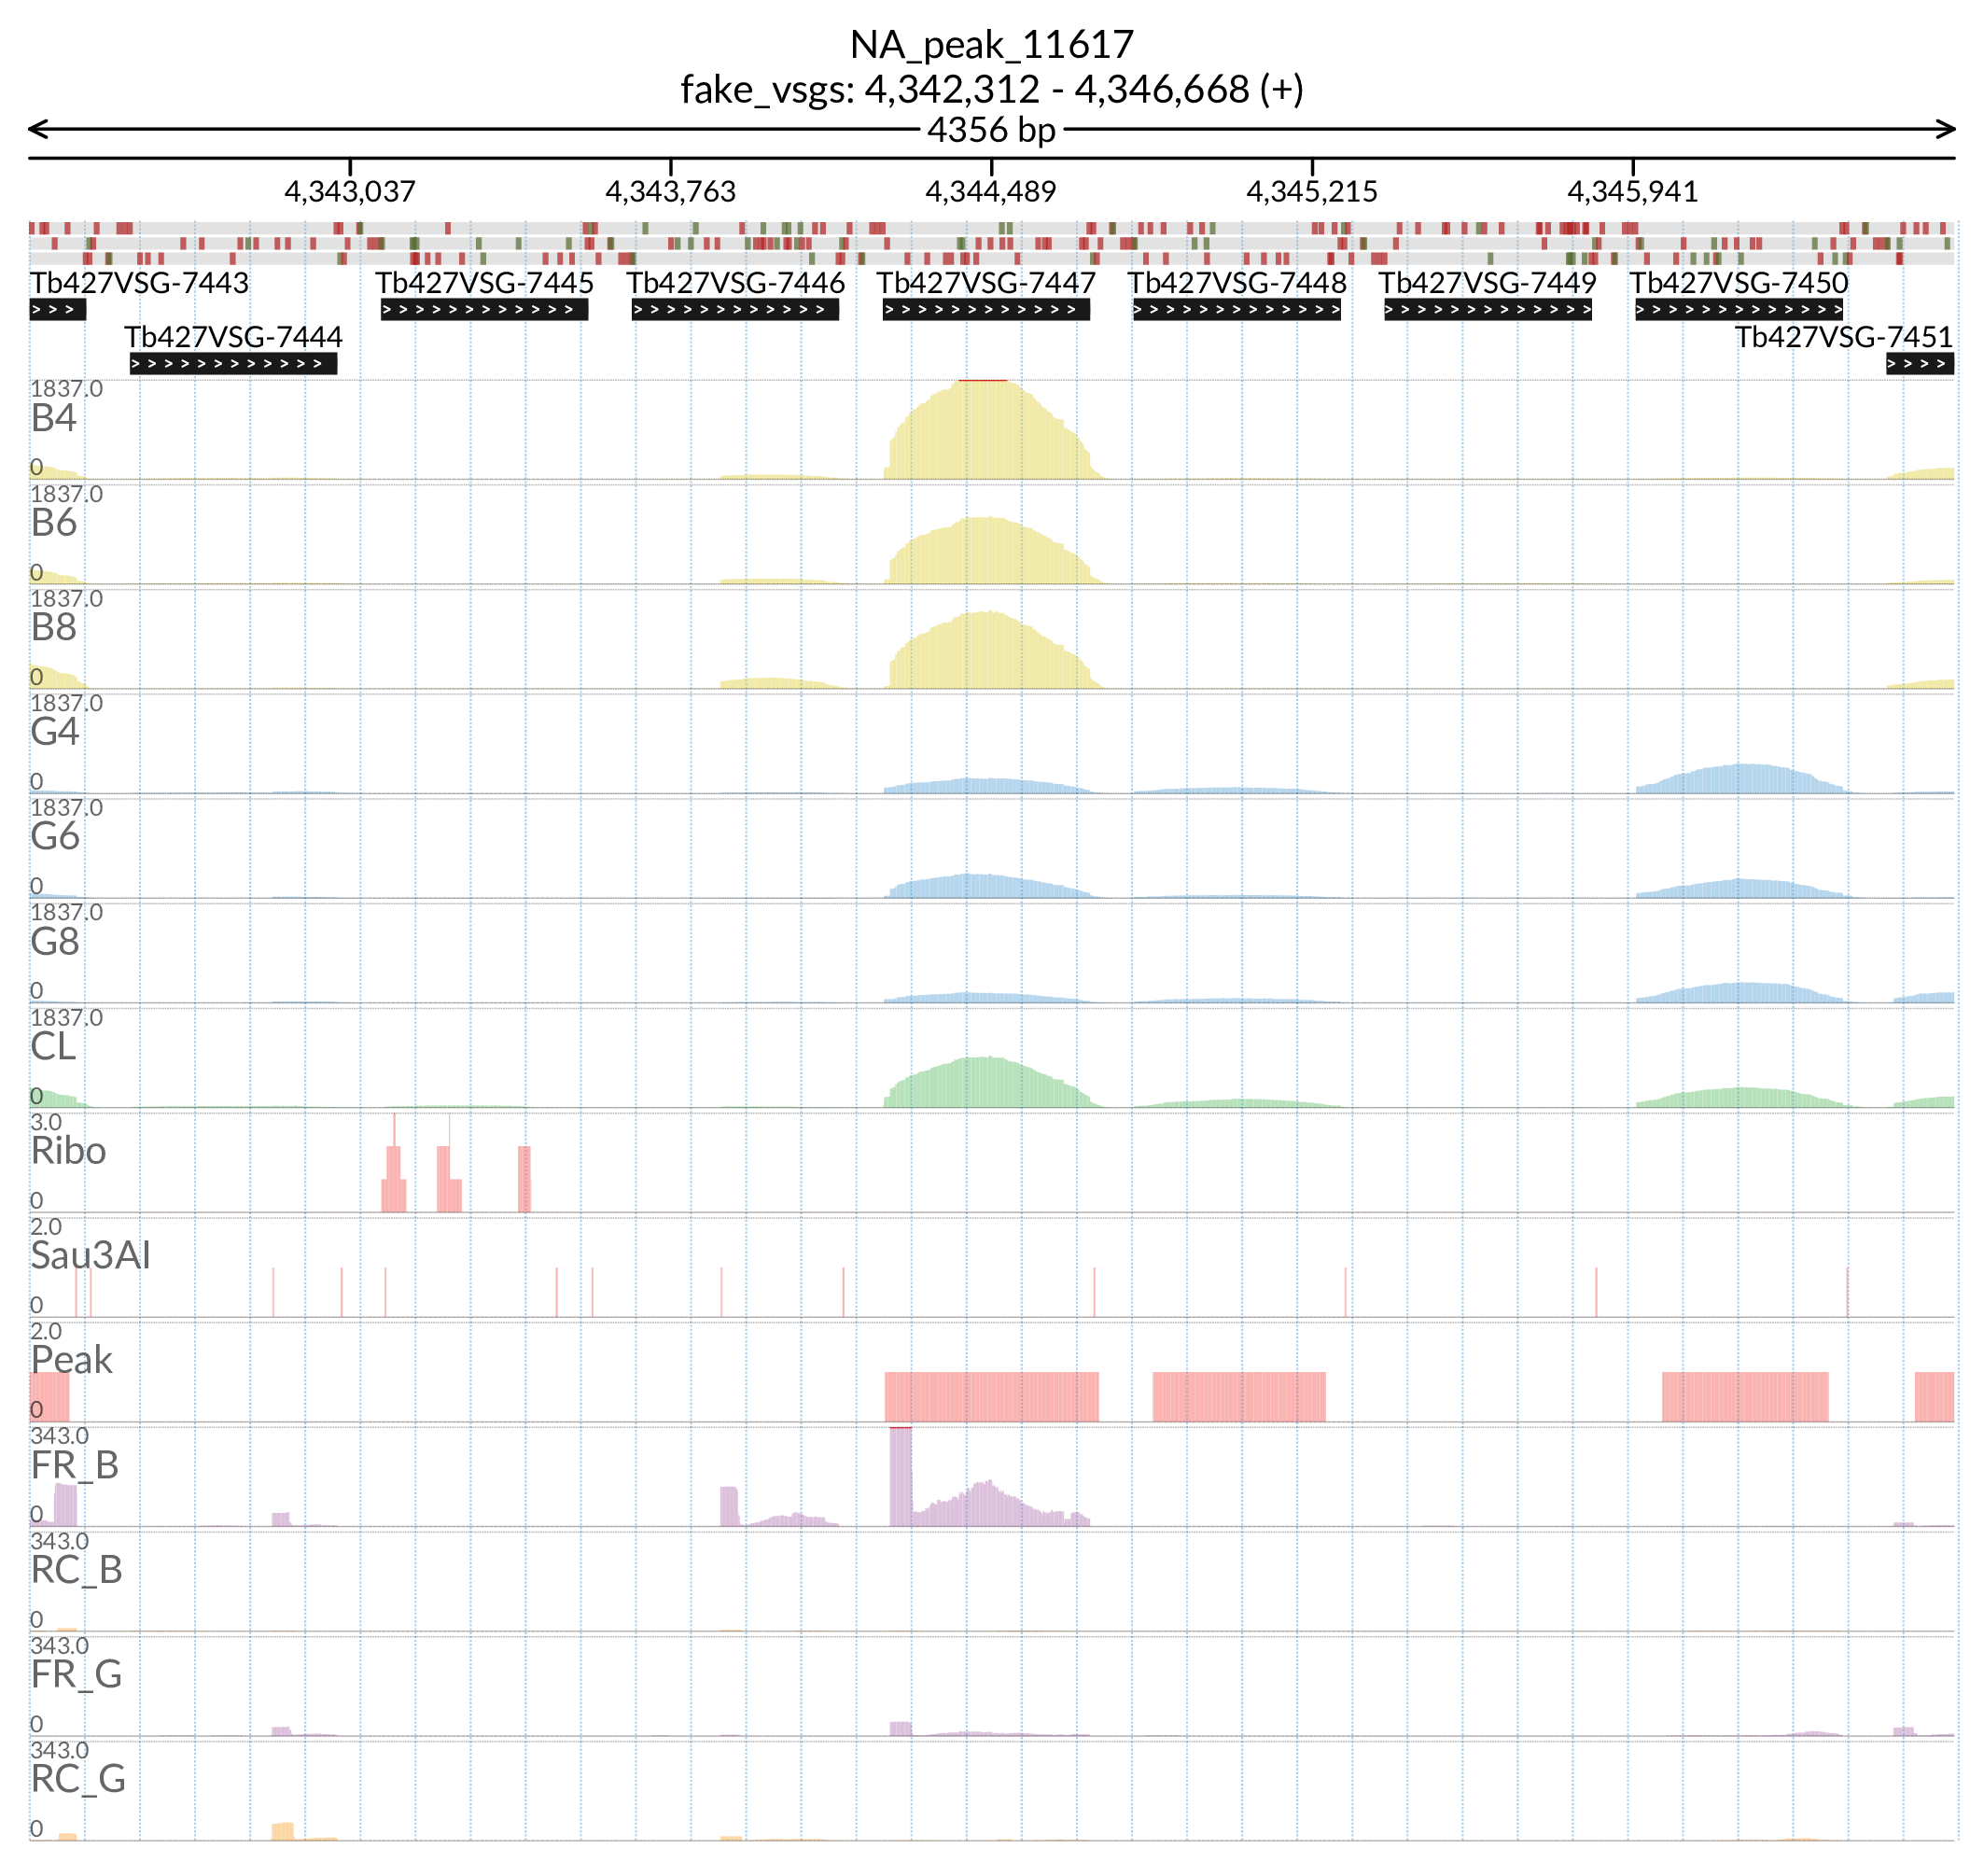 NA_peak_11617
fake_vsgs: 4,342,312 - 4,346,668 (+)
4356 bp
4,343,037 4,343,763 4,344,489 4,345,215 4,345,941
Tb427VSG-7443 Tb427VSG-7445 Tb427VSG-7446 Tb427VSG-7447 Tb427VSG-7448 Tb427VSG-7449 Tb427VSG-7450
Tb427VSG-7444 Tb427VSG-7451
1837.0
B4
0
1837.0
B6
0
1837.0
B8
0
1837.0
G4
0
1837.0
G6
0
1837.0
G8
0
1837.0
CL
0
3.0
Ribo
0
2.0
Sau3AI
0
2.0
Peak
0
343.0
FR_B
0
343.0
RC_B
0
343.0
FR_G
0
343.0
RC_G
0